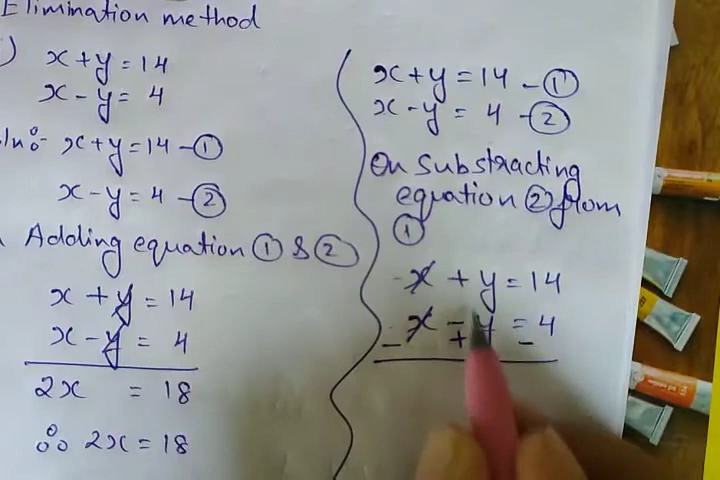 Elimination method
) x + y = 14
x - y = 4
ln :- x + y = 14 - ①
x - y = 4 - ②
Adding equation ① & ②
x + y = 14
x - y = 4
2x = 18
∴ 2x = 18
x + y = 14 - ①
x - y = 4 - ②
On substracting
equation ② from
①
x + y = 14
x - y = 4
- + -